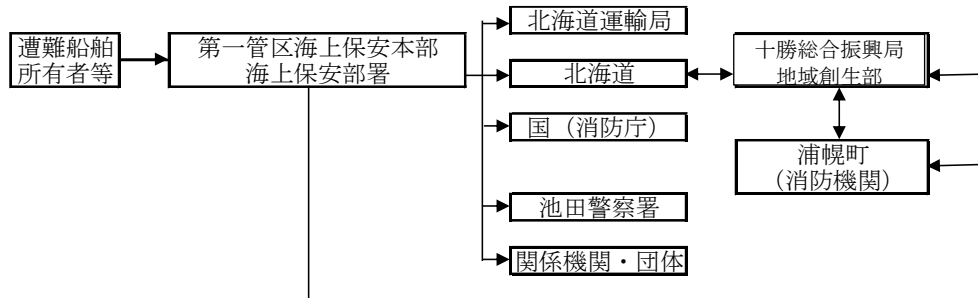 遭難船舶
所有者等
第一管区海上保安本部
海上保安部署
北海道運輸局
北海道
国（消防庁）
池田警察署
関係機関・団体
十勝総合振興局
地域創生部
浦幌町
（消防機関）